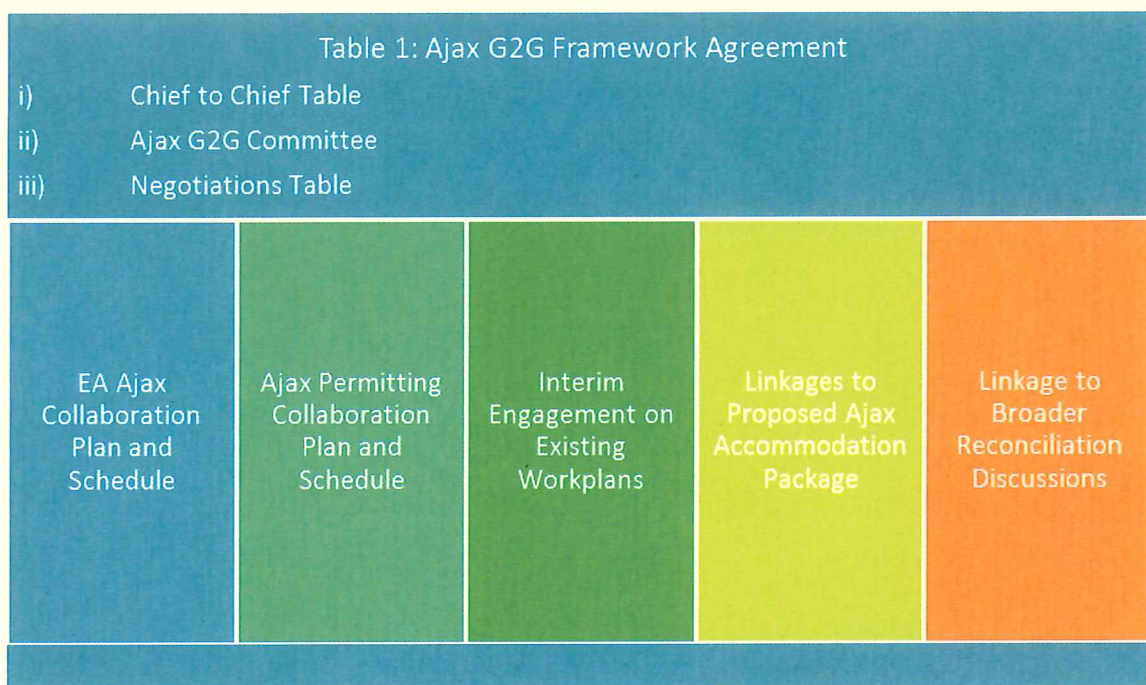 Table 1: Ajax G2G Framework Agreement
i) Chief to Chief Table
ii) Ajax G2G Committee
iii) Negotiations Table
EA Ajax
Collaboration
Plan and
Schedule
Ajax Permitting
Collaboration
Plan and
Schedule
Interim
Engagement on
Existing
Workplans
Linkages to
Proposed Ajax
Accommodation
Package
Linkage to
Broader
Reconciliation
Discussions